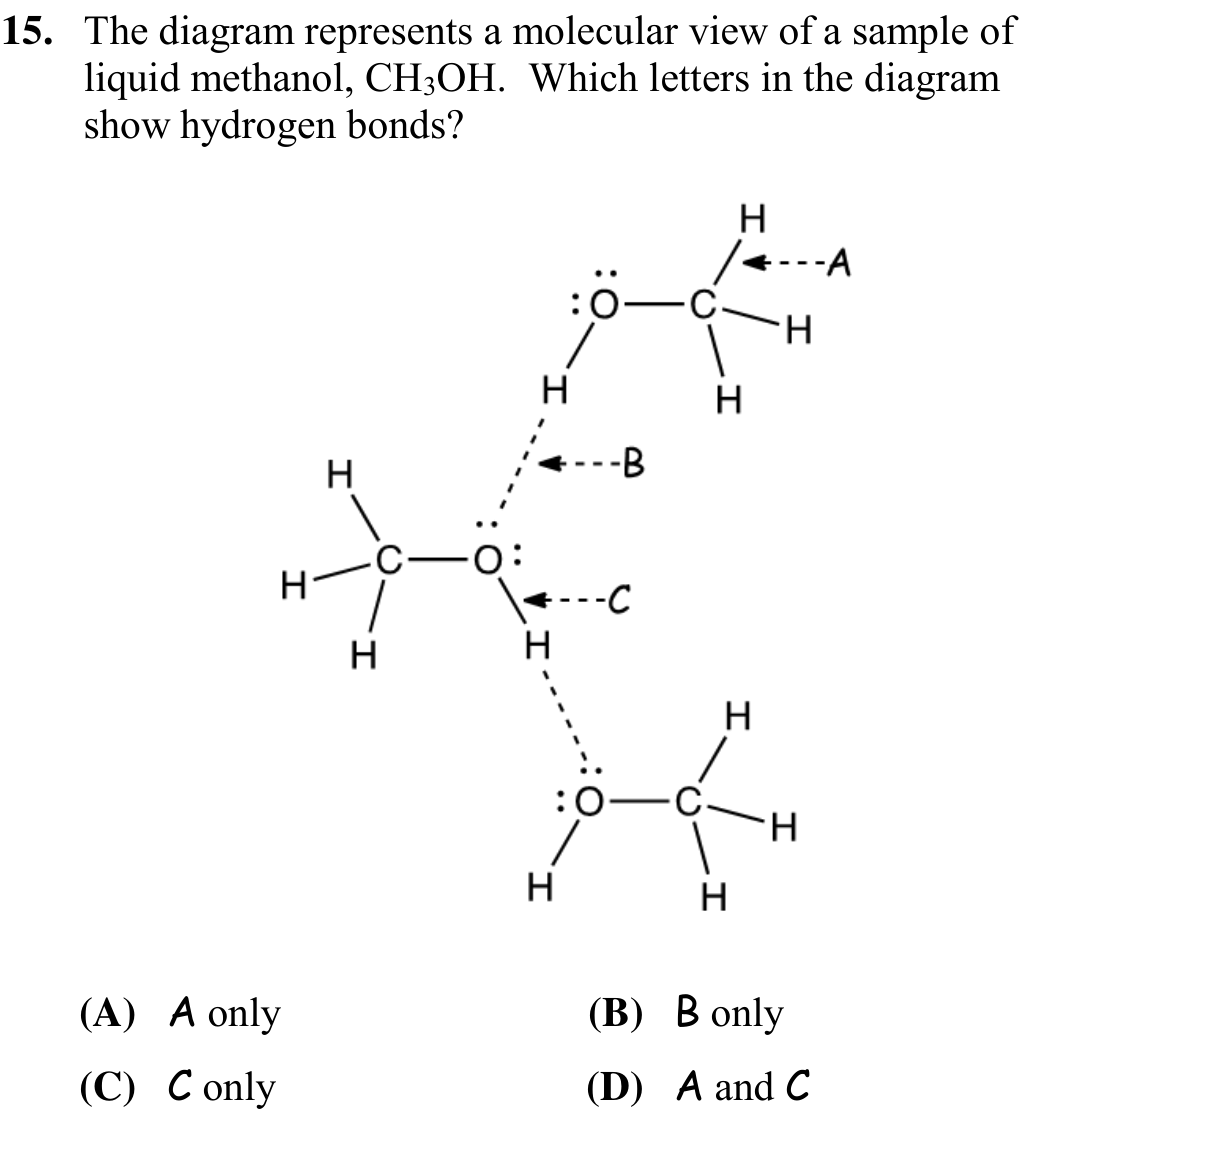 15. The diagram represents a molecular view of a sample of
liquid methanol, CH₃OH. Which letters in the diagram
show hydrogen bonds?
H
A
:O C H
H H
B
H
H C O:
C
H H
H
:O C H
H H
(A) A only (B) B only
(C) C only (D) A and C